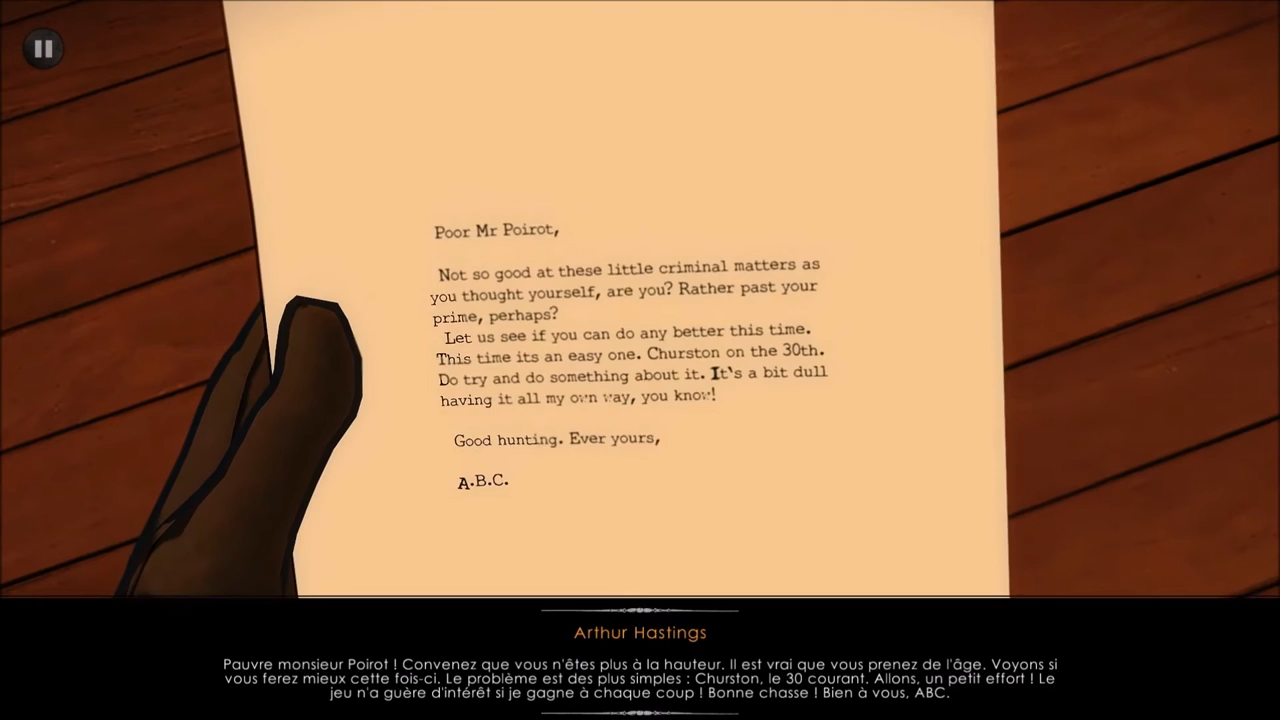 Poor Mr Poirot,
Not so good at these little criminal matters as
you thought yourself, are you? Rather past your
prime, perhaps?
Let us see if you can do any better this time.
This time its an easy one. Churston on the 30th.
Do try and do something about it. It's a bit dull
having it all my own way, you know!
Good hunting. Ever yours,
A.B.C.
Arthur Hastings
Pauvre monsieur Poirot ! Convenez que vous n'êtes plus à la hauteur. Il est vrai que vous prenez de l'âge. Voyons si
vous ferez mieux cette fois-ci. Le problème est des plus simples : Churston, le 30 courant. Allons, un petit effort ! Le
jeu n'a guère d'intérêt si je gagne à chaque coup ! Bonne chasse ! Bien à vous, ABC.